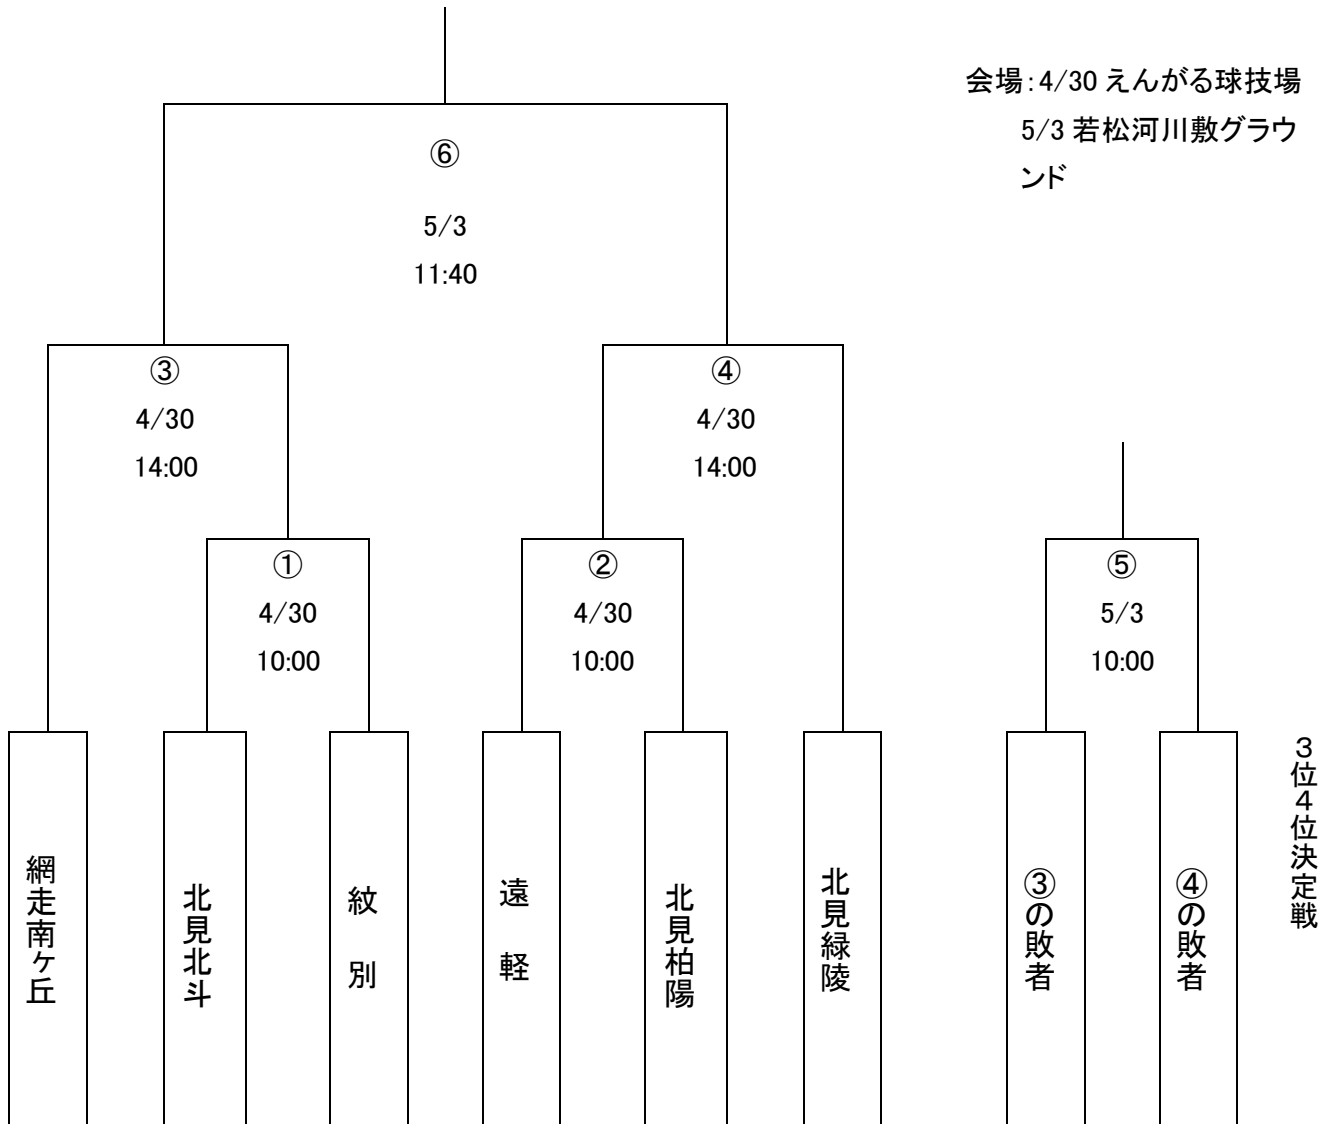 会場:4/30 えんがる球技場
5/3 若松河川敷グラウ
ンド
⑥
5/3
11:40
③
4/30
14:00
④
4/30
14:00
①
4/30
10:00
②
4/30
10:00
⑤
5/3
10:00
網走南ヶ丘
北見北斗
紋別
遠軽
北見柏陽
北見緑陵
③の敗者
④の敗者
3位4位決定戦